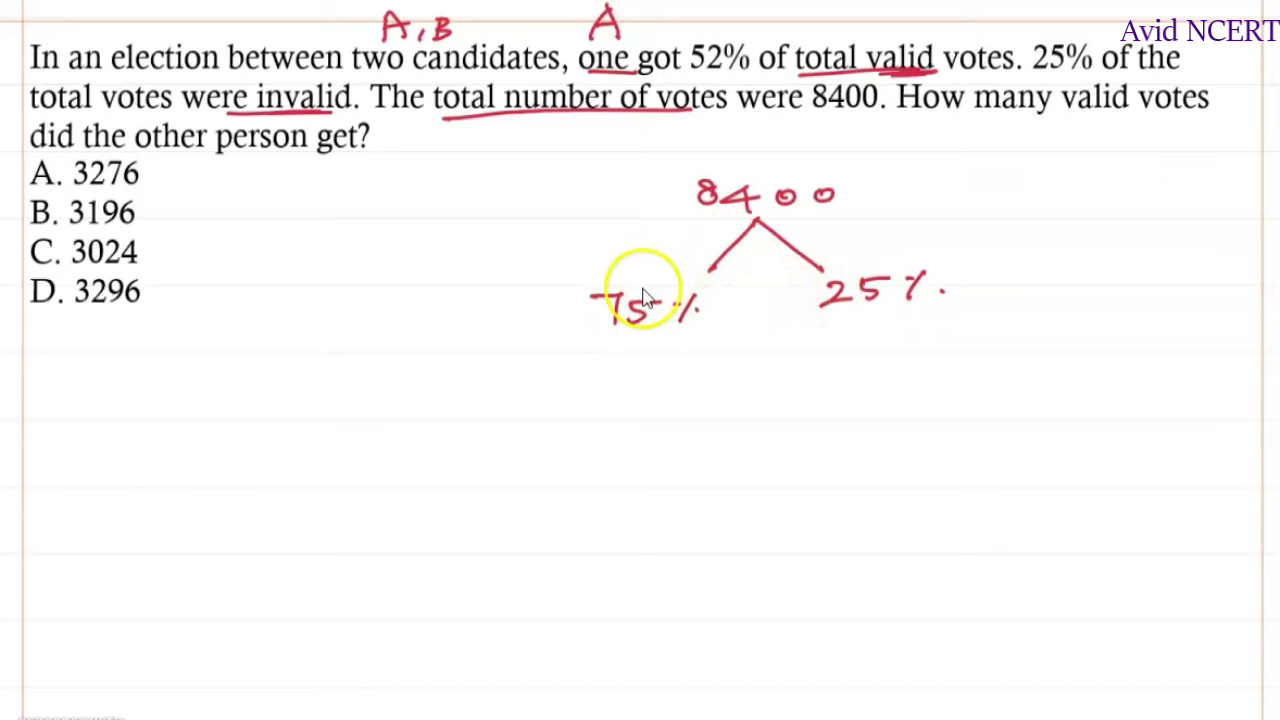 Avid NCERT
A, B A
In an election between two candidates, one got 52% of total valid votes. 25% of the
total votes were invalid. The total number of votes were 8400. How many valid votes
did the other person get?
A. 3276
B. 3196
C. 3024
D. 3296
8400
75% 25%.